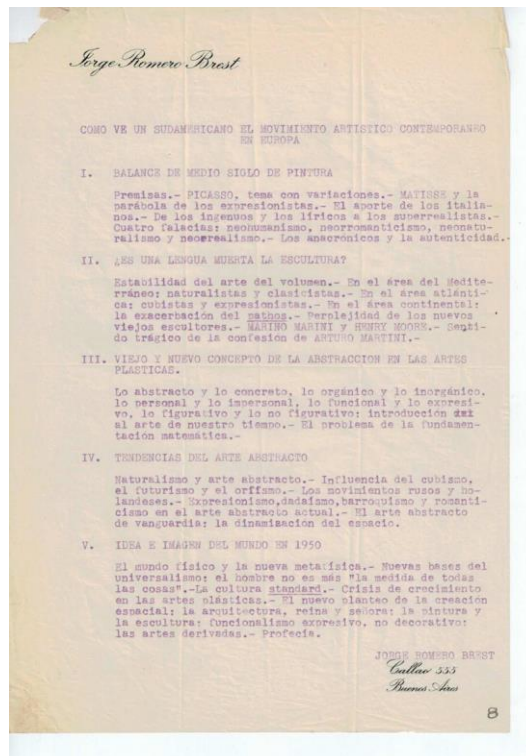 Jorge Romero Brest
COMO VE UN SUDAMERICANO EL MOVIMIENTO ARTISTICO CONTEMPORANEO
EN EUROPA
I. BALANCE DE MEDIO SIGLO DE PINTURA
Premisas.- PICASSO, tema con variaciones.- MATISSE y la
parábola de los expresionistas.- El aporte de los italia-
nos.- De los ingenuos y los líricos a los superrealistas.-
Cuatro falacias: neohumanismo, neorromanticismo, neonatu-
ralismo y neorrealismo.- Los anacrónicos y la autenticidad.-
II. ¿ES UNA LENGUA MUERTA LA ESCULTURA?
Estabilidad del arte del volumen.- En el área del Medite-
rráneo: naturalistas y clasicistas.- En el área atlánti-
ca: cubistas y expresionistas.- En el área continental:
la exacerbación del pathos.- Perplejidad de los nuevos
viejos escultores.- MARINO MARINI y HENRY MOORE.- Senti-
do trágico de la confesión de ARTURO MARTINI.-
III. VIEJO Y NUEVO CONCEPTO DE LA ABSTRACCION EN LAS ARTES
PLASTICAS.
Lo abstracto y lo concreto, lo orgánico y lo inorgánico,
lo personal y lo impersonal, lo funcional y lo expresi-
vo, lo figurativo y lo no figurativo: introducción
al arte de nuestro tiempo.- El problema de la fundamen-
tación matemática.-
IV. TENDENCIAS DEL ARTE ABSTRACTO
Naturalismo y arte abstracto.- Influencia del cubismo,
el futurismo y el orfismo.- Los movimientos rusos y ho-
landeses.- Expresionismo,dadaísmo,barroquismo y romanti-
cismo en el arte abstracto actual.- El arte abstracto
de vanguardia: la dinamización del espacio.
V. IDEA E IMAGEN DEL MUNDO EN 1950
El mundo físico y la nueva metafísica.- Nuevas bases del
universalismo: el hombre no es más "la medida de todas
las cosas".-La cultura standard.- Crisis de crecimiento
en las artes plásticas.- El nuevo planteo de la creación
espacial: la arquitectura, reina y señora: la pintura y
la escultura: funcionalismo expresivo, no decorativo:
las artes derivadas.- Profecía.
JORGE ROMERO BREST
Callao 555
Buenos Aires
8